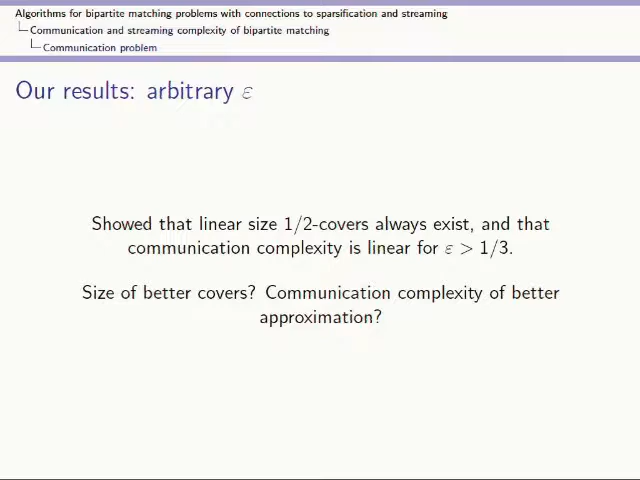 Algorithms for bipartite matching problems with connections to sparsification and streaming
Communication and streaming complexity of bipartite matching
Communication problem
Our results: arbitrary ε
Showed that linear size 1/2-covers always exist, and that
communication complexity is linear for ε > 1/3.
Size of better covers? Communication complexity of better
approximation?